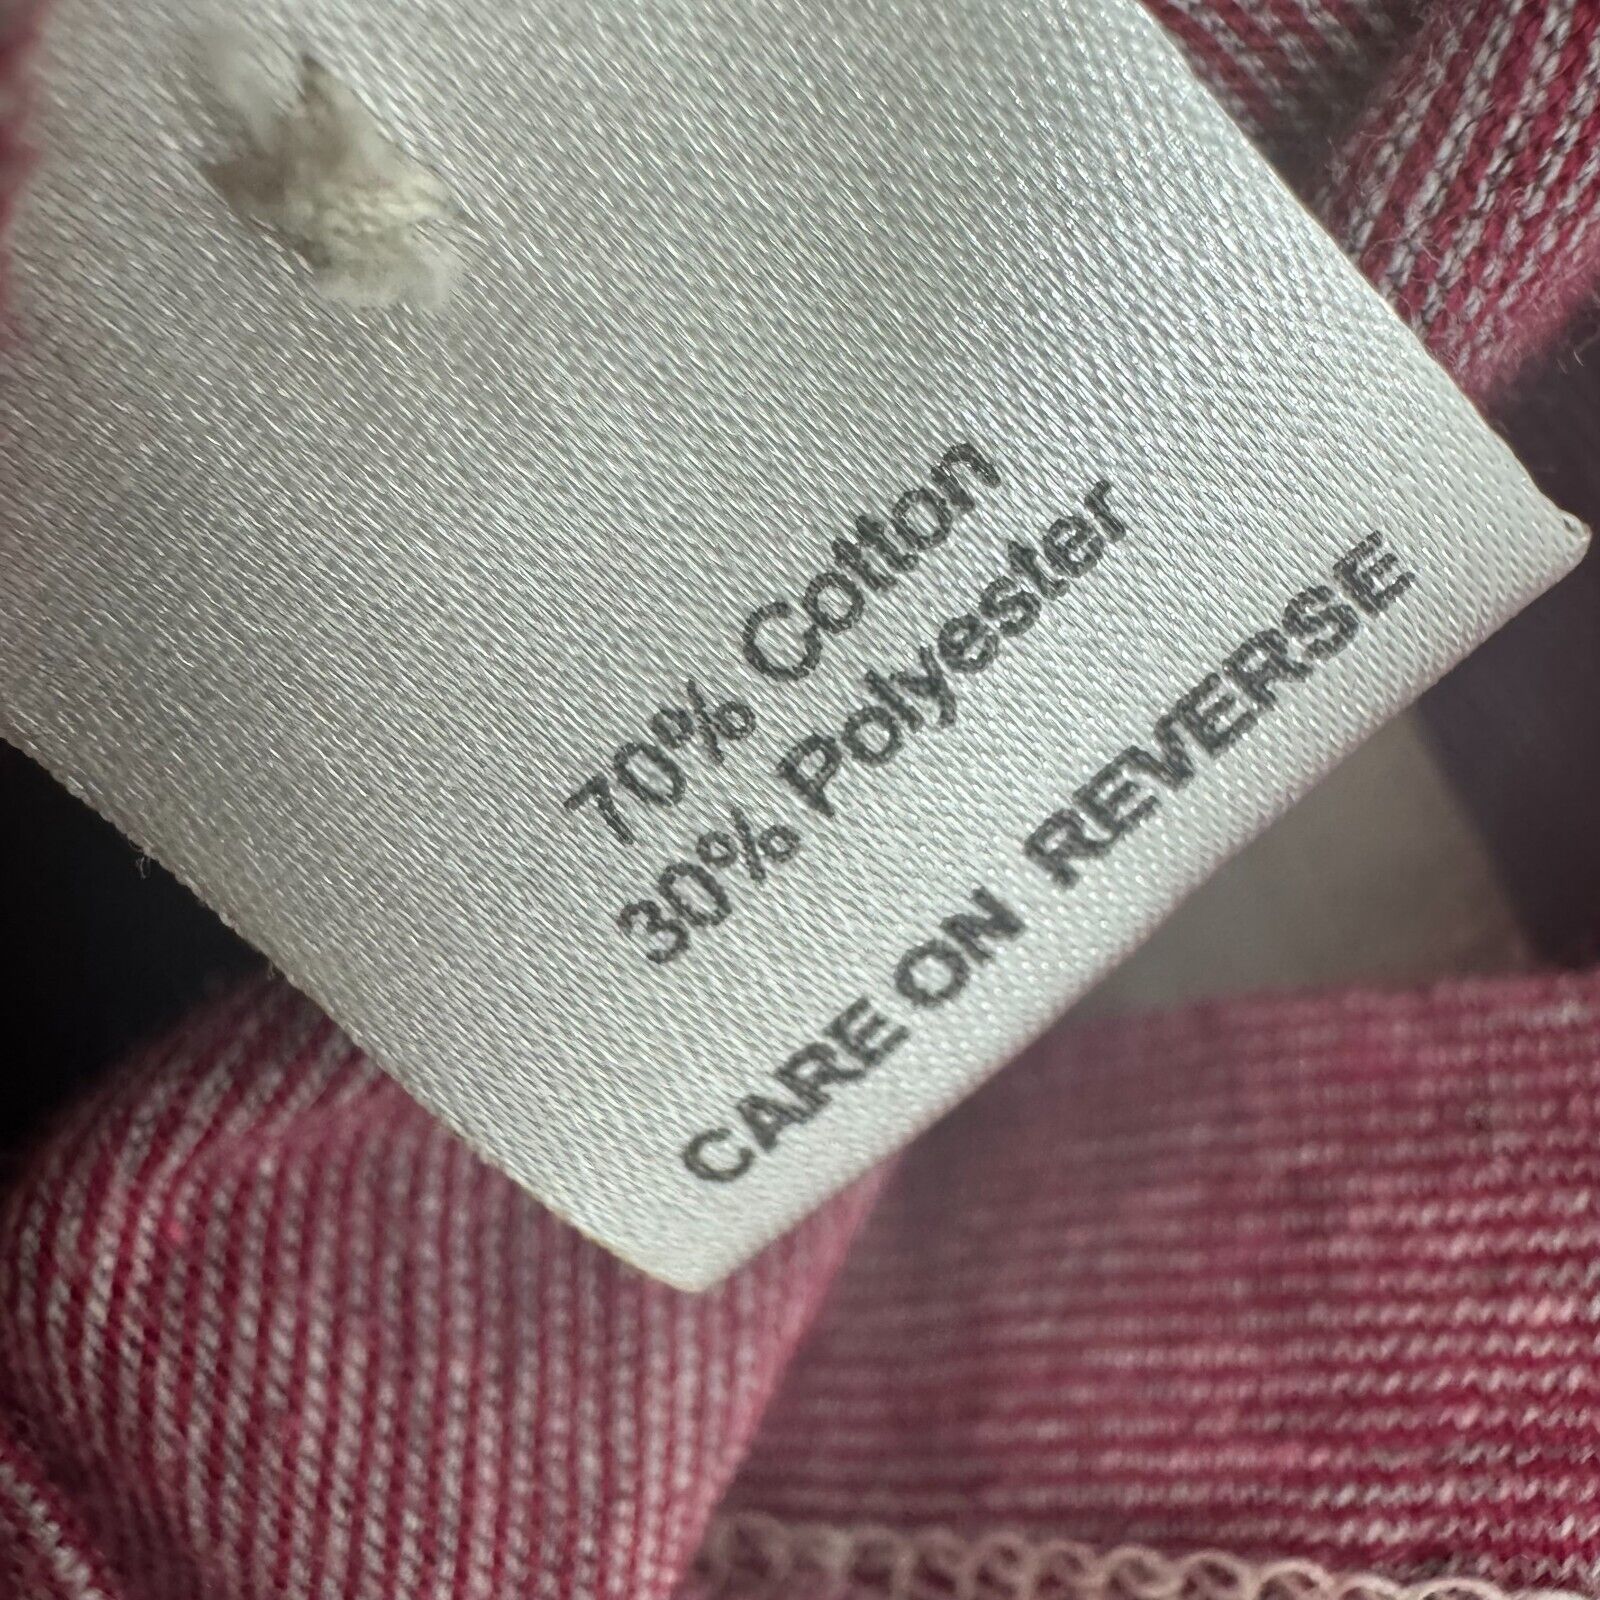 70% Cotton
30% Polyester
CARE ON REVERSE